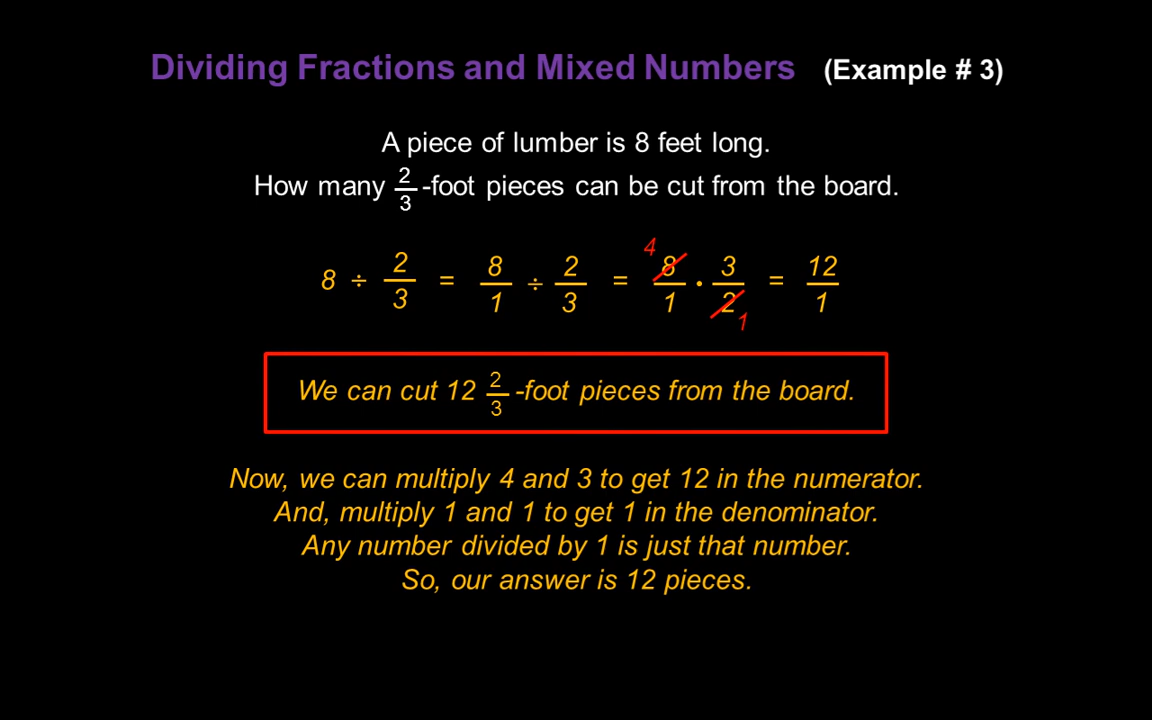 Dividing Fractions and Mixed Numbers (Example # 3)
A piece of lumber is 8 feet long.
How many 2/3 -foot pieces can be cut from the board.
8 ÷ 2/3 = 8/1 ÷ 2/3 = 4 8/1 · 3/2 1 = 12/1
We can cut 12 2/3 -foot pieces from the board.
Now, we can multiply 4 and 3 to get 12 in the numerator.
And, multiply 1 and 1 to get 1 in the denominator.
Any number divided by 1 is just that number.
So, our answer is 12 pieces.